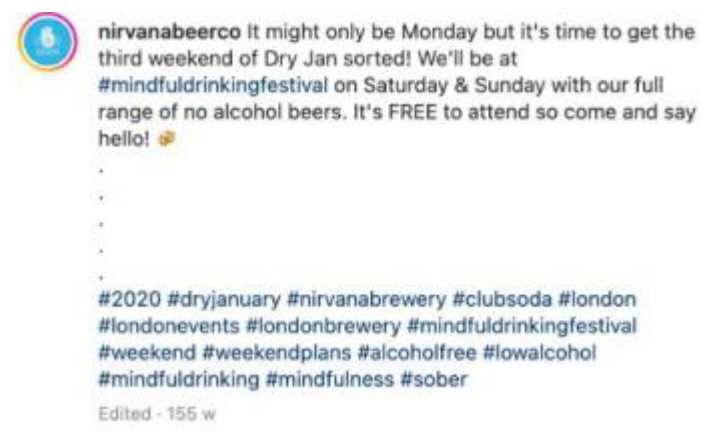 nirvanabeerco It might only be Monday but it's time to get the
third weekend of Dry Jan sorted! We'll be at
#mindfuldrinkingfestival on Saturday & Sunday with our full
range of no alcohol beers. It's FREE to attend so come and say
hello! 🍻
.
.
.
.
.
#2020 #dryjanuary #nirvanabrewery #clubsoda #london
#londonevents #londonbrewery #mindfuldrinkingfestival
#weekend #weekendplans #alcoholfree #lowalcohol
#mindfuldrinking #mindfulness #sober
Edited · 155 w